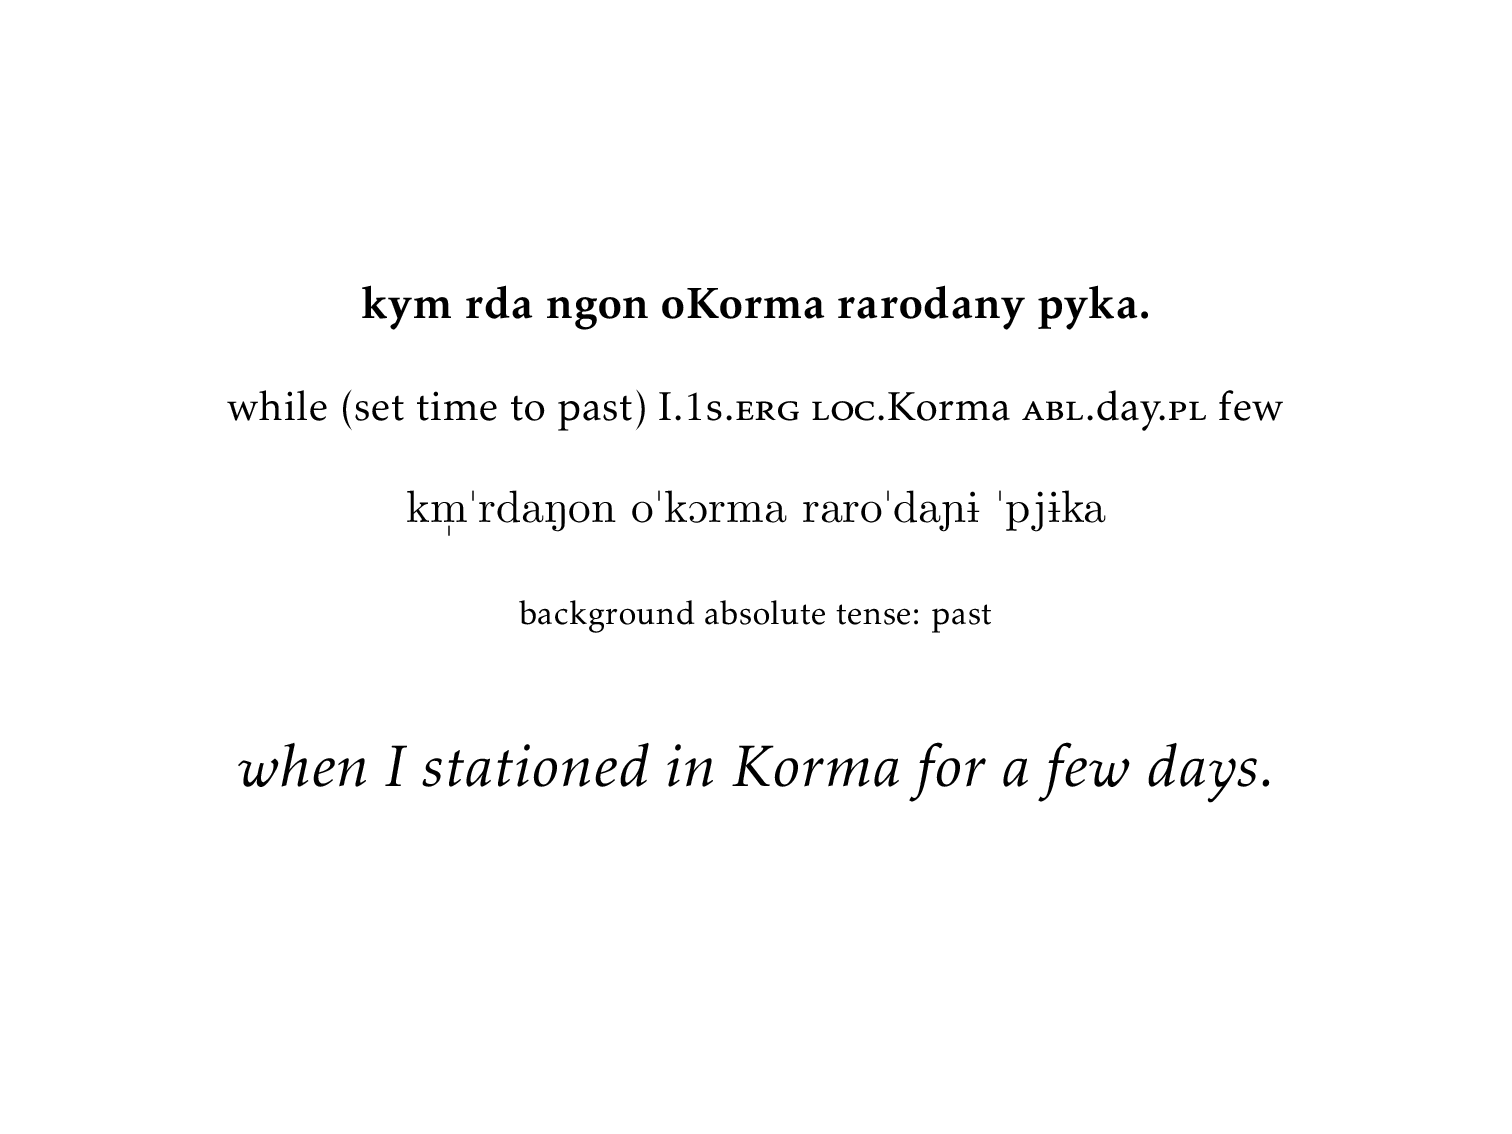 kym rda ngon oKorma rarodany pyka.
while (set time to past) I.1s.ERG LOC.Korma ABL.day.PL few
km̩ˈrdaŋon oˈkɔrma raroˈdaɲɨ ˈpjɨka
background absolute tense: past
when I stationed in Korma for a few days.